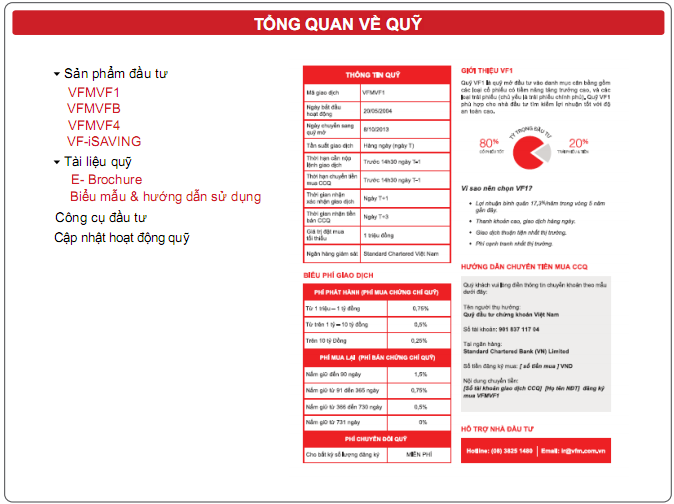 TỔNG QUAN VỀ QUỸ
Sản phẩm đầu tư
VFMVF1
VFMVFB
VFMVF4
VF-iSAVING
Tài liệu quỹ
E- Brochure
Biểu mẫu & hướng dẫn sử dụng
Công cụ đầu tư
Cập nhật hoạt động quỹ
THÔNG TIN QUỸ
Mã giao dịch VFMVF1
Ngày bắt đầu
hoạt động 20/05/2004
Ngày chuyển sang
quỹ mở 8/10/2013
Tần suất giao dịch Hàng ngày (ngày T)
Thời hạn cần nộp
lệnh giao dịch Trước 14h30 ngày T-1
Thời hạn chuyển tiền
mua CCQ Trước 14h30 ngày T-1
Thời gian nhận
xác nhận giao dịch Ngày T+1
Thời gian nhận tiền
bán CCQ Ngày T+3
Giá trị đặt mua
tối thiểu 1 triệu đồng
Ngân hàng giám sát Standard Chartered Việt Nam
BIỂU PHÍ GIAO DỊCH
PHÍ PHÁT HÀNH (PHÍ MUA CHỨNG CHỈ QUỸ)
Từ 1 triệu – 1 tỷ đồng 0,75%
Từ trên 1 tỷ – 10 tỷ đồng 0,5%
Trên 10 tỷ Đồng 0,25%
PHÍ MUA LẠI (PHÍ BÁN CHỨNG CHỈ QUỸ)
Nắm giữ đến 90 ngày 1,5%
Nắm giữ từ 91 đến 365 ngày 0,75%
Nắm giữ từ 366 đến 730 ngày 0,5%
Nắm giữ từ 731 ngày 0%
PHÍ CHUYỂN ĐỔI QUỸ
Cho bất kỳ số lượng đăng ký MIỄN PHÍ
GIỚI THIỆU VF1
Quỹ VF1 là quỹ mở đầu tư vào danh mục cân bằng gồm
các loại cổ phiếu có tiềm năng tăng trưởng cao, và các
loại trái phiếu (chủ yếu là trái phiếu chính phủ). Quỹ VF1
phù hợp cho nhà đầu tư tìm kiếm lợi nhuận tốt với độ
an toàn cao.
TỶ TRỌNG ĐẦU TƯ
80%
CỔ PHIẾU TỐT
20%
TRÁI PHIẾU & TIỀN
Vì sao nên chọn VF1?
• Lợi nhuận bình quân 17,3%/năm trong vòng 5 năm
gần đây.
• Thanh khoản cao, giao dịch hàng ngày.
• Giao dịch thuận tiện nhất thị trường.
• Phí cạnh tranh nhất thị trường.
HƯỚNG DẪN CHUYỂN TIỀN MUA CCQ
Quý khách vui lòng điền thông tin chuyển khoản theo mẫu
dưới đây:
Tên người thụ hưởng:
Quỹ đầu tư chứng khoán Việt Nam
Số tài khoản: 901 837 117 04
Tại ngân hàng:
Standard Chartered Bank (VN) Limited
Số tiền đăng ký mua: [ số tiền mua ] VND
Nội dung chuyển tiền:
[Số tài khoản giao dịch CCQ] [Họ tên NĐT] đăng ký
mua VFMVF1
HỖ TRỢ NHÀ ĐẦU TƯ
Hotline: (08) 3825 1480 Email: ir@vfm.com.vn